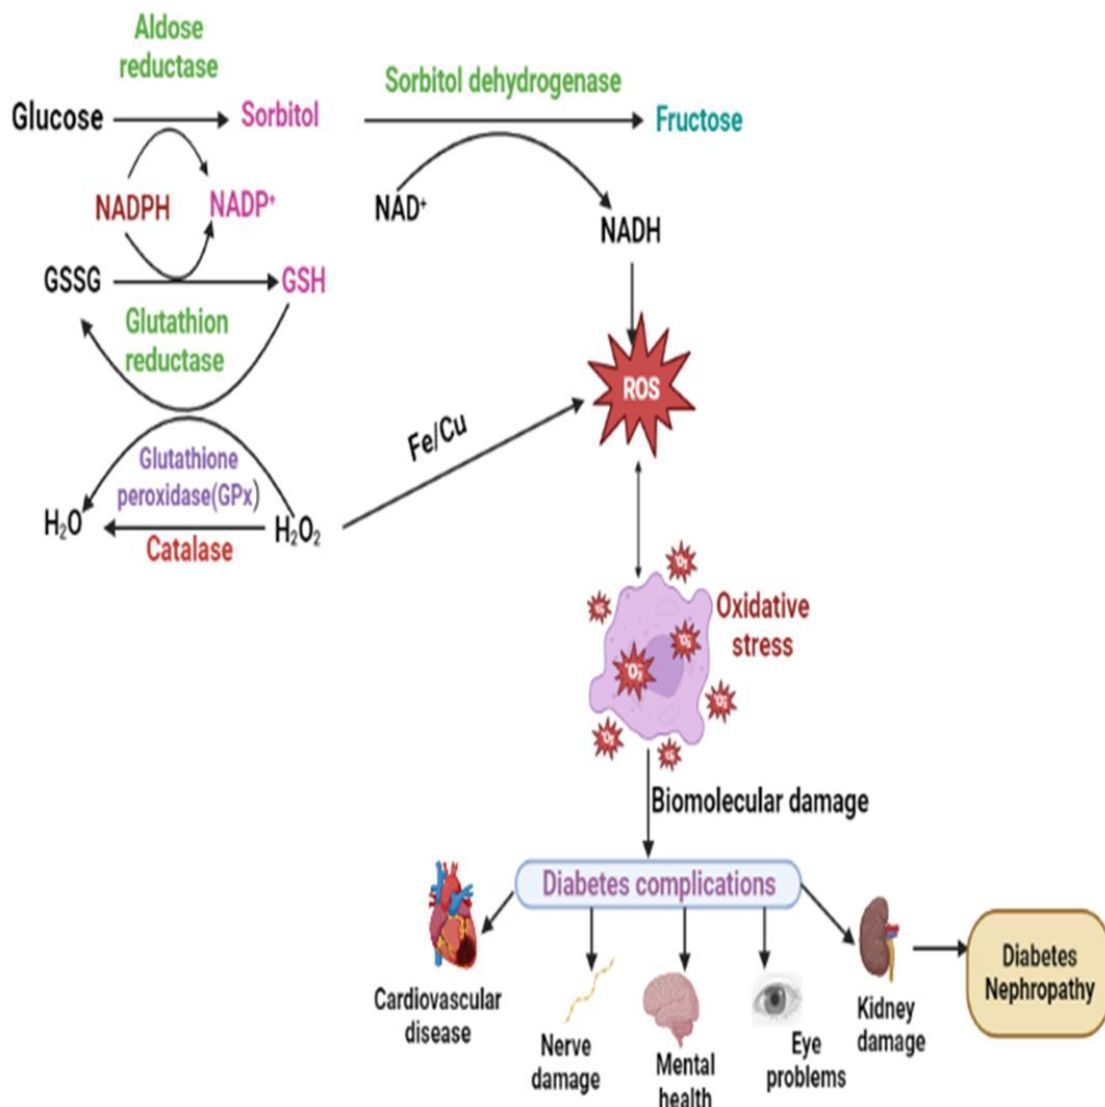 Aldose
reductase
Sorbitol dehydrogenase
Glucose
Sorbitol
Fructose
NADPH
NADP⁺
NAD⁺
NADH
GSSG
GSH
Glutathion
reductase
ROS
Fe/Cu
Glutathione
peroxidase(GPx)
H₂O
H₂O₂
Catalase
Oxidative
stress
Biomolecular damage
Diabetes complications
Cardiovascular
disease
Nerve
damage
Mental
health
Eye
problems
Kidney
damage
Diabetes
Nephropathy